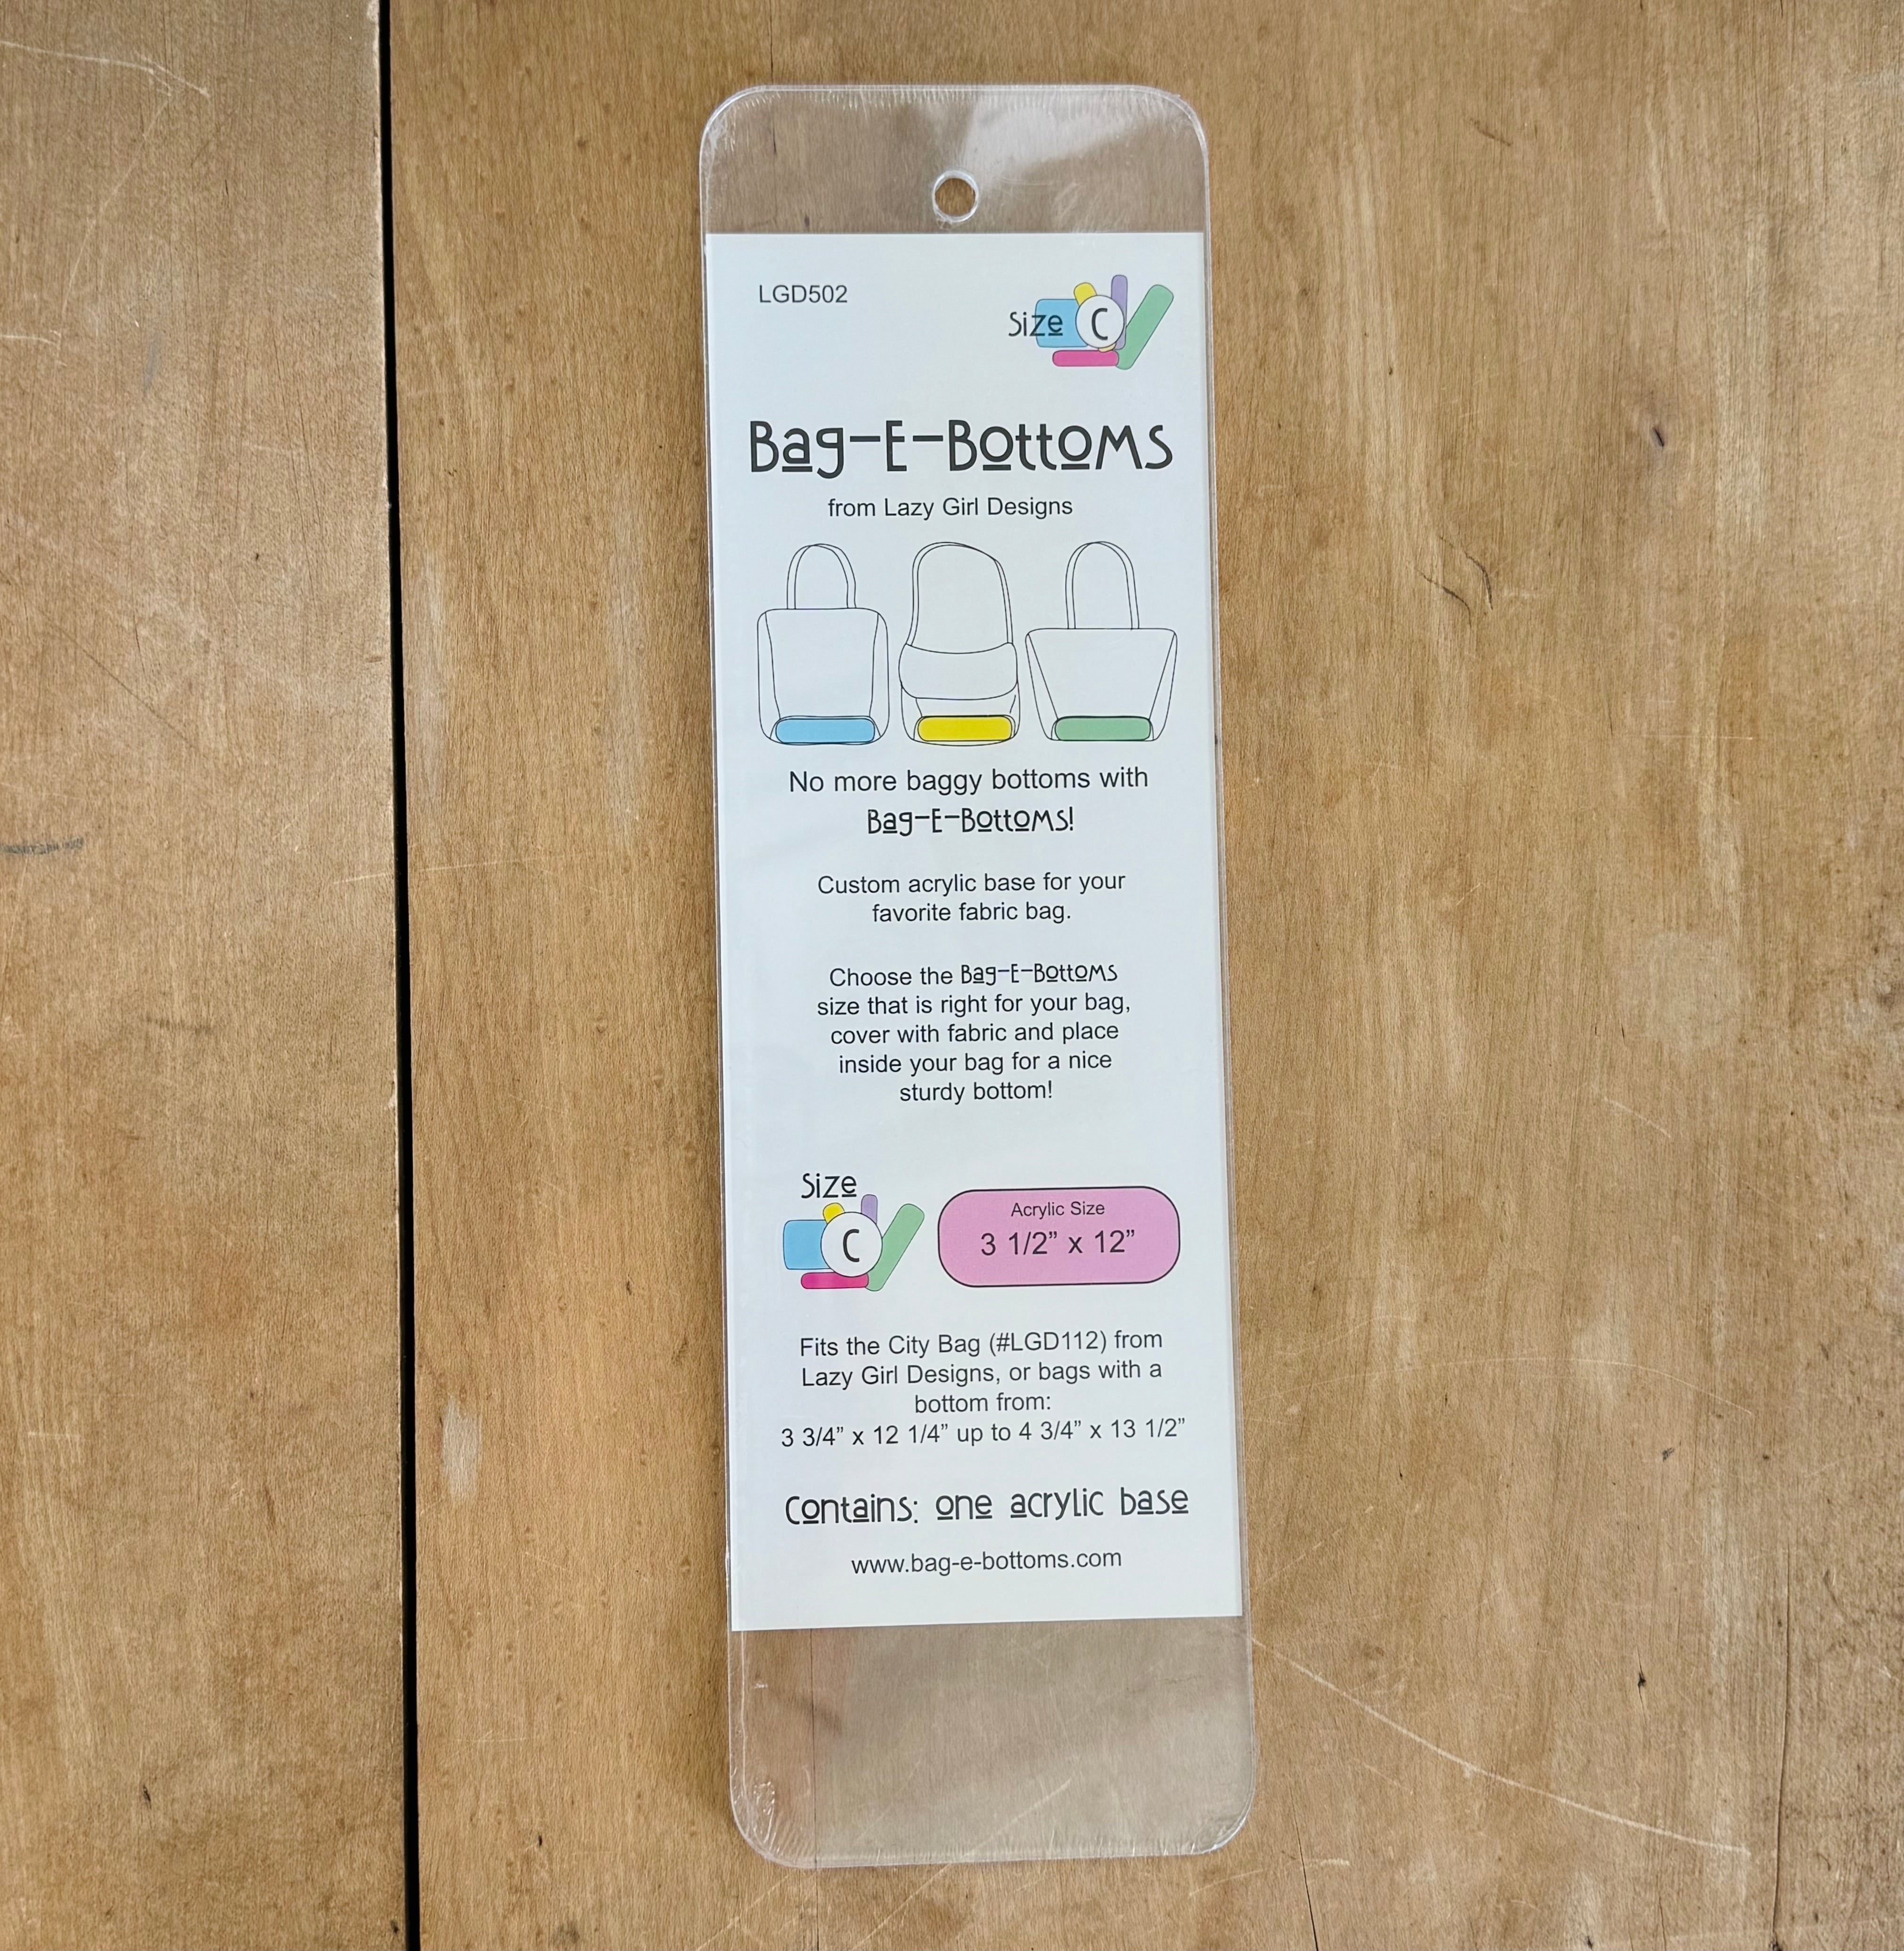 LGD502
Size C
Bag-E-Bottoms
from Lazy Girl Designs
No more baggy bottoms with
Bag-E-Bottoms!
Custom acrylic base for your
favorite fabric bag.
Choose the Bag-E-Bottoms
size that is right for your bag,
cover with fabric and place
inside your bag for a nice
sturdy bottom!
Size
C
Acrylic Size
3 1/2” x 12”
Fits the City Bag (#LGD112) from
Lazy Girl Designs, or bags with a
bottom from:
3 3/4” x 12 1/4” up to 4 3/4” x 13 1/2”
Contains: one acrylic base
www.bag-e-bottoms.com